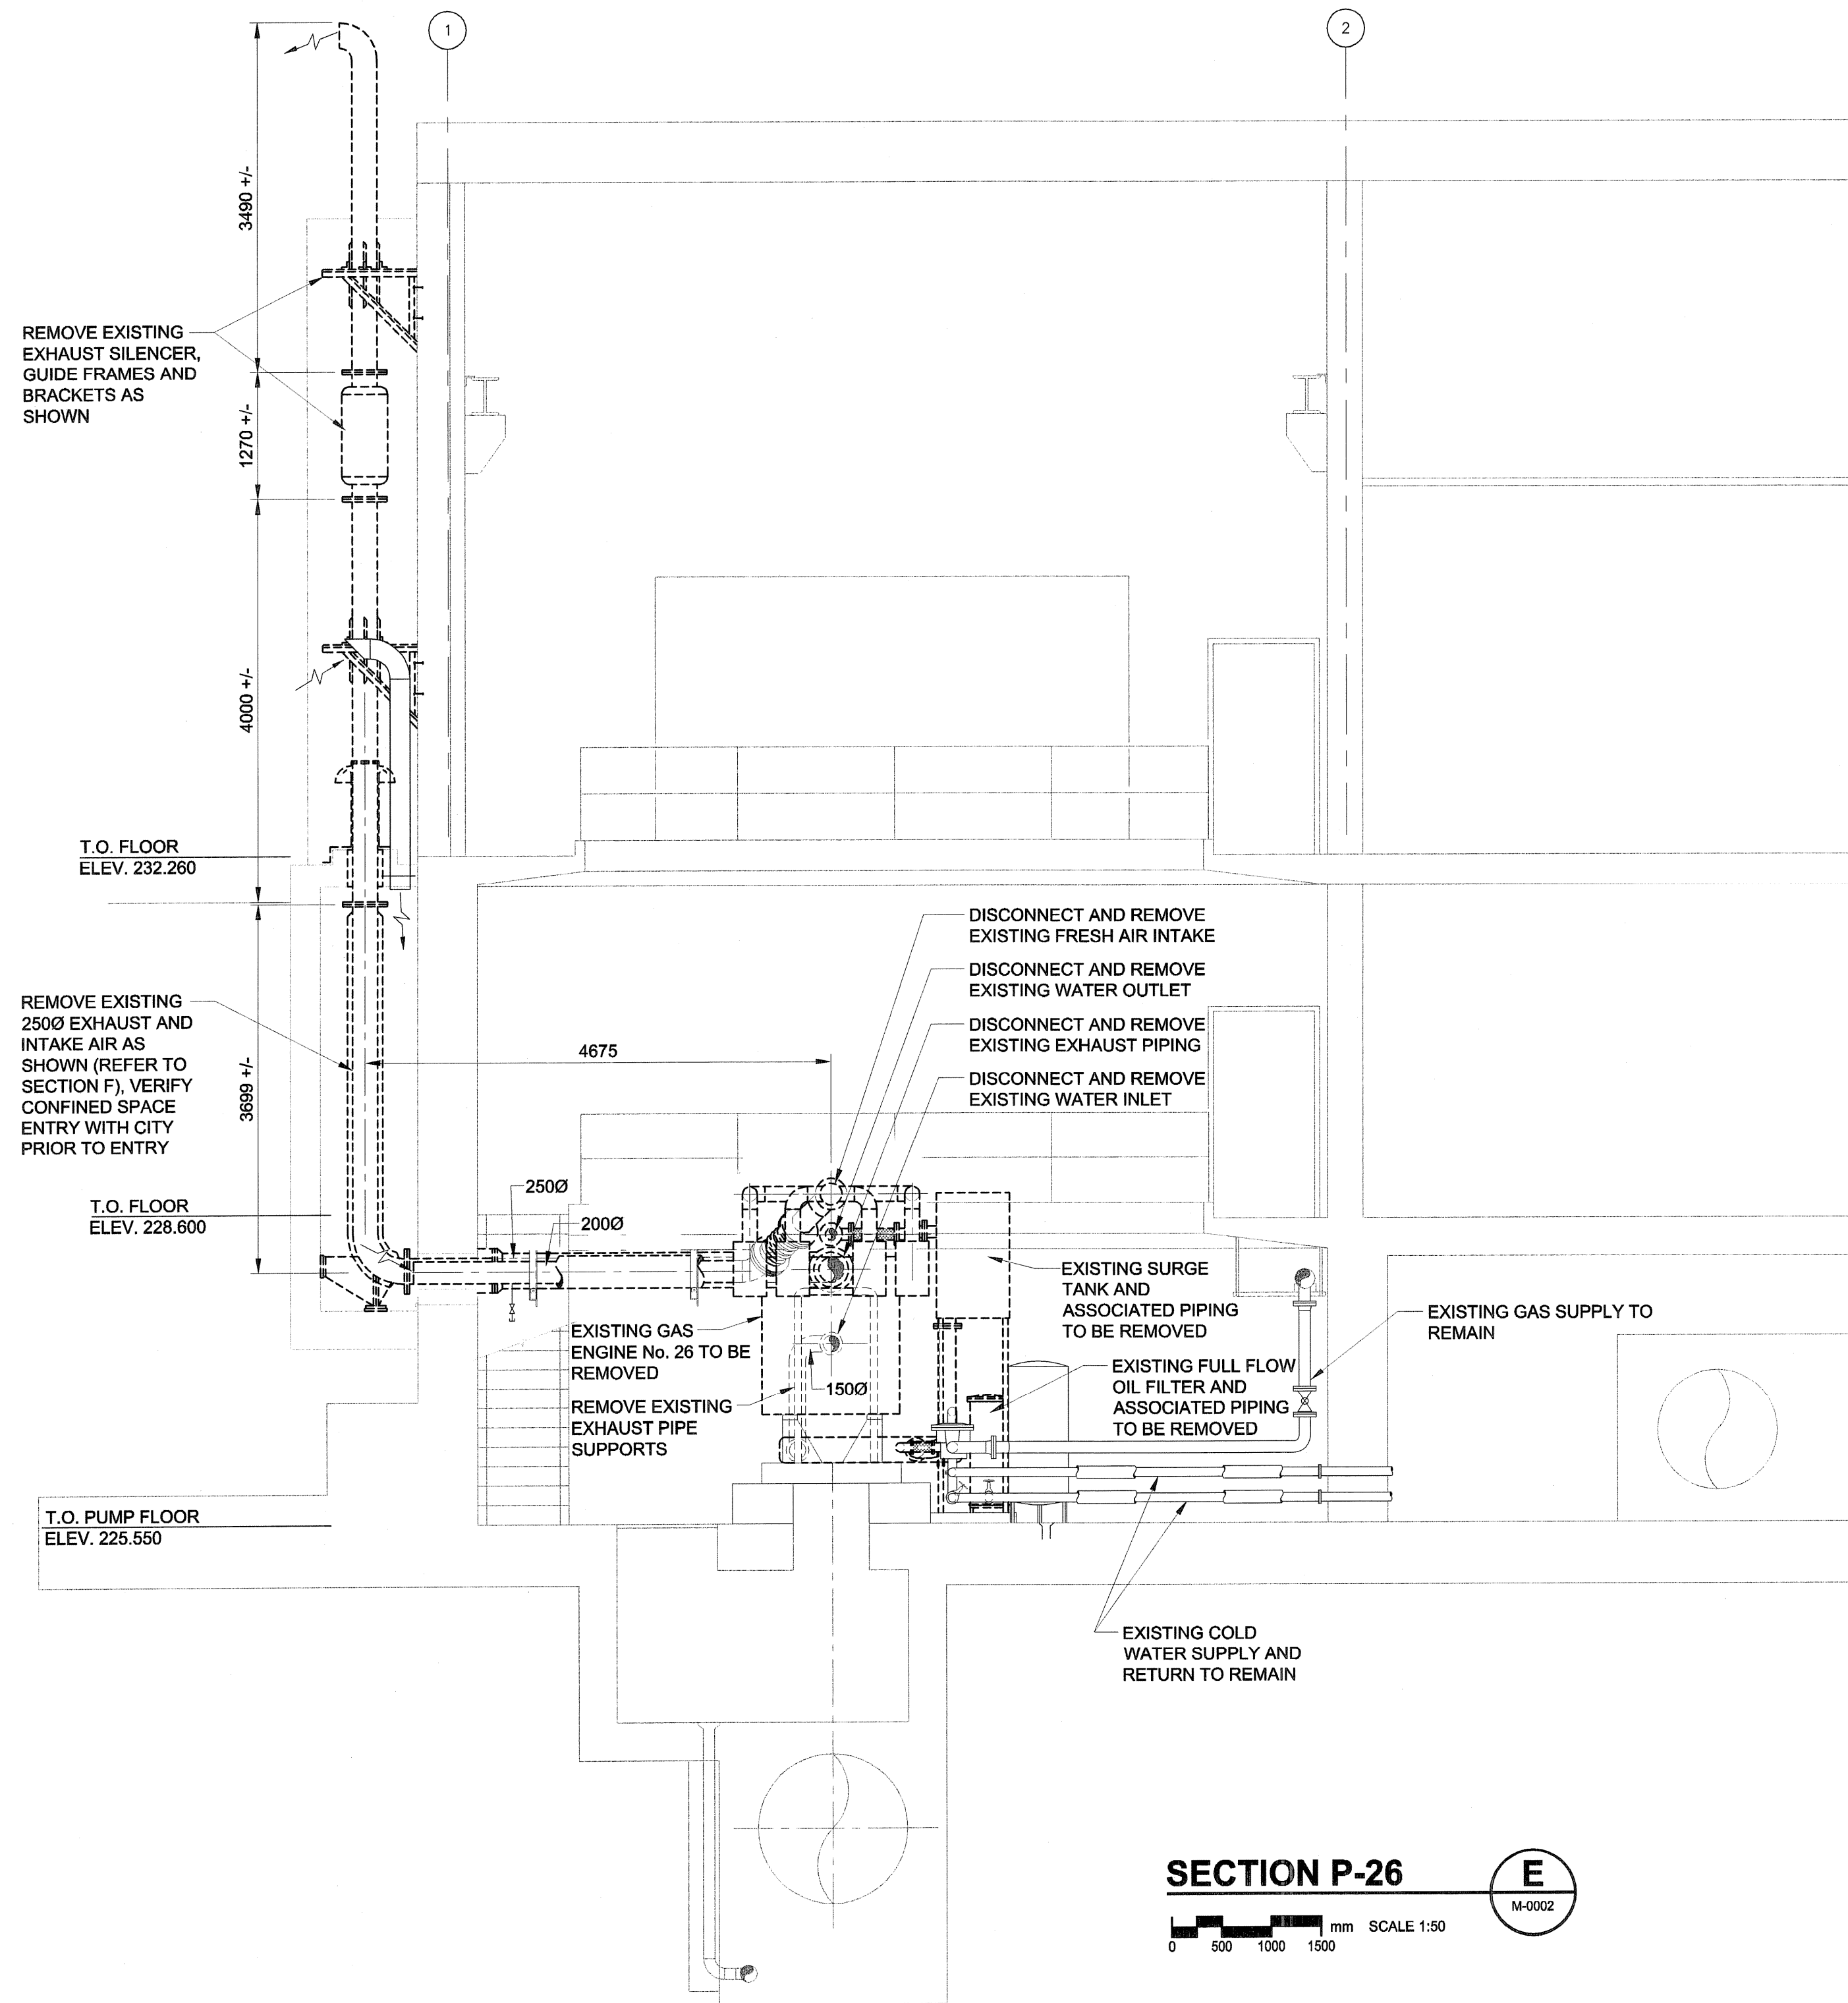 1
2
3490 +/-
REMOVE EXISTING
EXHAUST SILENCER,
GUIDE FRAMES AND
BRACKETS AS
SHOWN
1270 +/-
4000 +/-
T.O. FLOOR
ELEV. 232.260
DISCONNECT AND REMOVE
EXISTING FRESH AIR INTAKE
DISCONNECT AND REMOVE
EXISTING WATER OUTLET
DISCONNECT AND REMOVE
EXISTING EXHAUST PIPING
DISCONNECT AND REMOVE
EXISTING WATER INLET
REMOVE EXISTING
250Ø EXHAUST AND
INTAKE AIR AS
SHOWN (REFER TO
SECTION F), VERIFY
CONFINED SPACE
ENTRY WITH CITY
PRIOR TO ENTRY
3699 +/-
4675
T.O. FLOOR
ELEV. 228.600
250Ø
200Ø
EXISTING GAS
ENGINE No. 26 TO BE
REMOVED
150Ø
REMOVE EXISTING
EXHAUST PIPE
SUPPORTS
EXISTING SURGE
TANK AND
ASSOCIATED PIPING
TO BE REMOVED
EXISTING GAS SUPPLY TO
REMAIN
EXISTING FULL FLOW
OIL FILTER AND
ASSOCIATED PIPING
TO BE REMOVED
T.O. PUMP FLOOR
ELEV. 225.550
EXISTING COLD
WATER SUPPLY AND
RETURN TO REMAIN
SECTION P-26
E
M-0002
mm SCALE 1:50
0 500 1000 1500